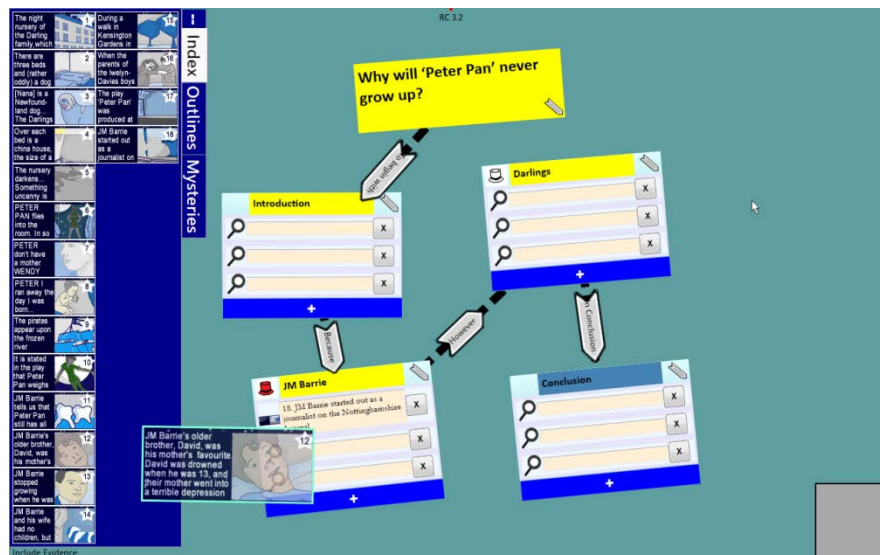 RC 3.2
The night
nursery of
the Darling
family,which
1
There are
three beds
and (rather
oddly) a dog
2
[Nana] is a
Newfound-
land dog...
The Darlings
3
Over each
bed is a
china house,
the size of a
4
The nursery
darkens...
Something
uncanny is
5
PETER
PAN flies
into the
room. In so
6
PETER
don't have
a mother
WENDY
7
PETER I
ran away the
day I was
born...
8
The pirates
appear upon
the frozen
river
9
It is stated
in the play
that Peter
Pan weighs
10
JM Barrie
tells us that
Peter Pan
still has all
11
JM Barrie's
older brother,
David, was
his mother's
12
JM Barrie
stopped
growing
when he was
13
JM Barrie
and his wife
had no
children, but
14
During a
walk in
Kensington
Gardens in
15
When the
parents of
the lwelyn-
Davies boys
16
The play
'Peter Pan'
was
produced at
17
JM Barrie
started out
as a
journalist on
18
Index
Outlines
Mysteries
Why will 'Peter Pan' never
grow up?
To begin with
Introduction
X
X
X
+
Because
Darlings
X
X
X
+
However
In Conclusion
JM Barrie
18. JM Barrie started out as a
journalist on the Nottinghamshire
Journal
X
X
X
+
JM Barrie's older
brother, David, was
his mother's favourite.
David was drowned
when he was 13, and
their mother went into
a terrible depression
12
Conclusion
X
X
X
+
Include Evidence